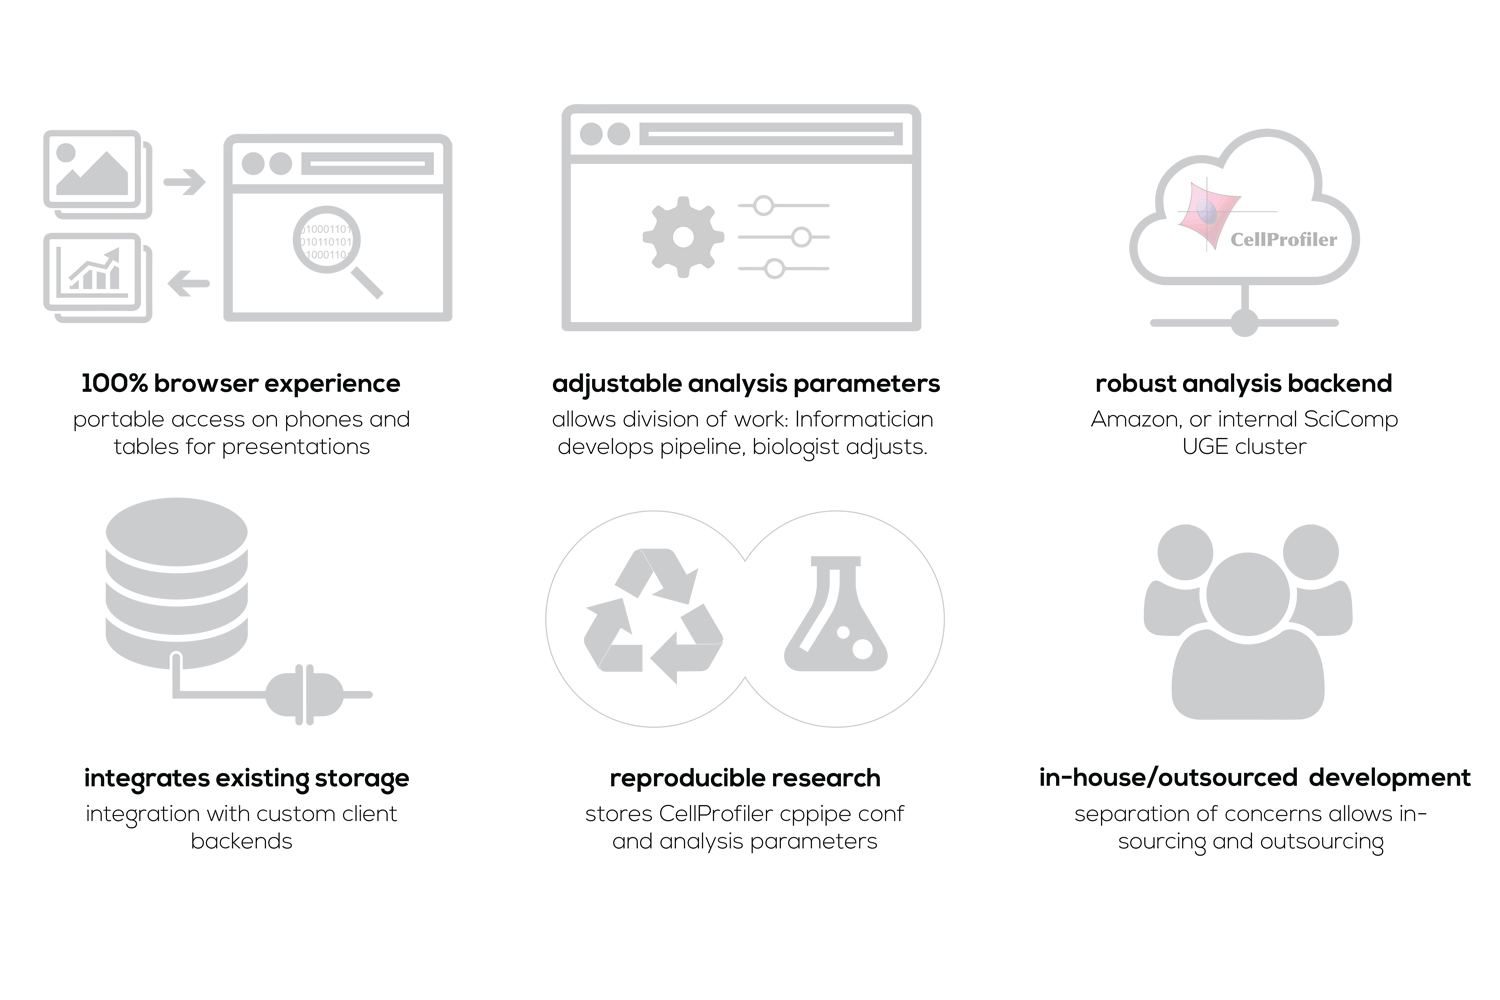 010001101
010110101
1000110
CellProfiler
100% browser experience
portable access on phones and
tables for presentations
adjustable analysis parameters
allows division of work: Informatician
develops pipeline, biologist adjusts.
robust analysis backend
Amazon, or internal SciComp
UGE cluster
integrates existing storage
integration with custom client
backends
reproducible research
stores CellProfiler cppipe conf
and analysis parameters
in-house/outsourced development
separation of concerns allows in-
sourcing and outsourcing